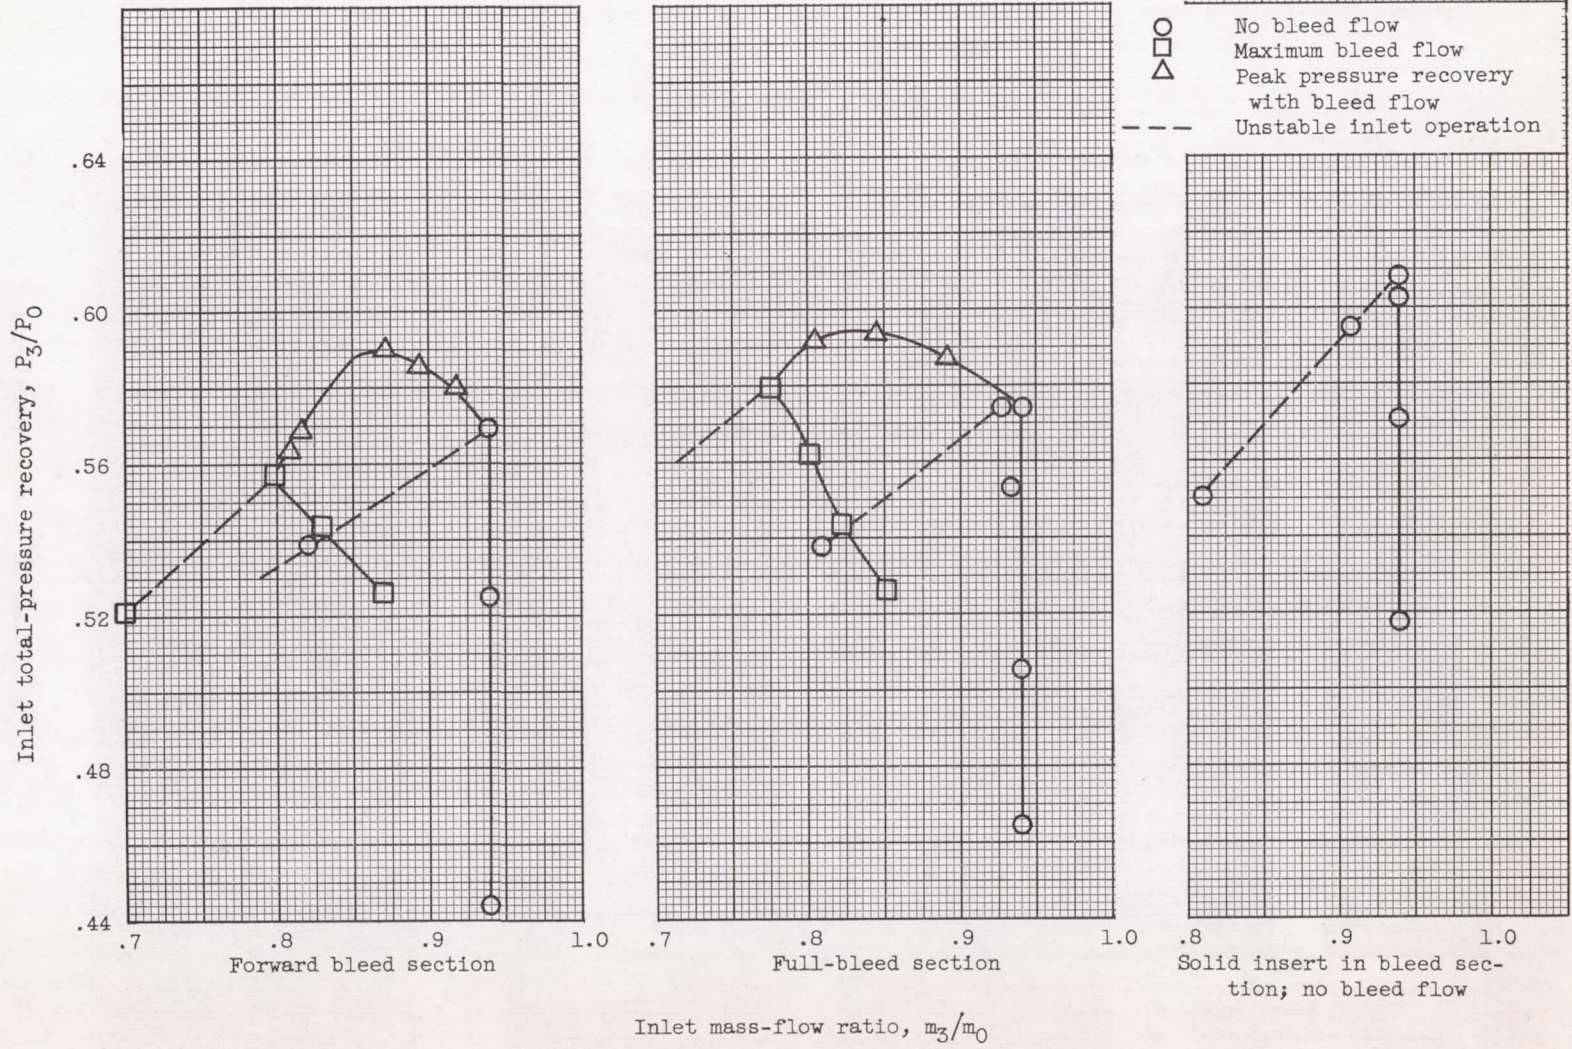 No bleed flow
Maximum bleed flow
Peak pressure recovery
with bleed flow
Unstable inlet operation
Inlet total-pressure recovery, P3/P0
.64
.60
.56
.52
.48
.44
.7 .8 .9 1.0
Forward bleed section
.7 .8 .9 1.0
Full-bleed section
.8 .9 1.0
Solid insert in bleed sec-
tion; no bleed flow
Inlet mass-flow ratio, m3/m0